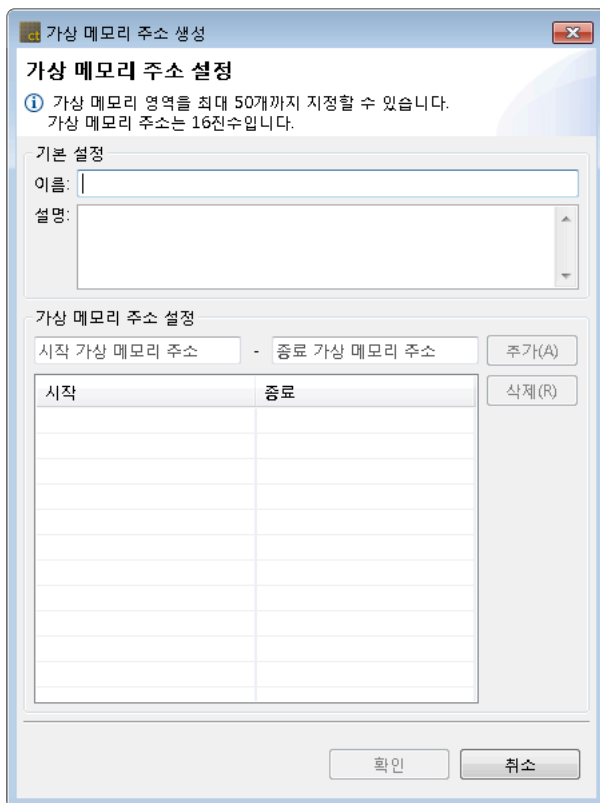 ct 가상 메모리 주소 생성
가상 메모리 주소 설정
가상 메모리 영역을 최대 50개까지 지정할 수 있습니다.
가상 메모리 주소는 16진수입니다.
기본 설정
이름:
설명:
가상 메모리 주소 설정
시작 가상 메모리 주소 - 종료 가상 메모리 주소 추가(A)
시작 종료 삭제(R)
확인 취소